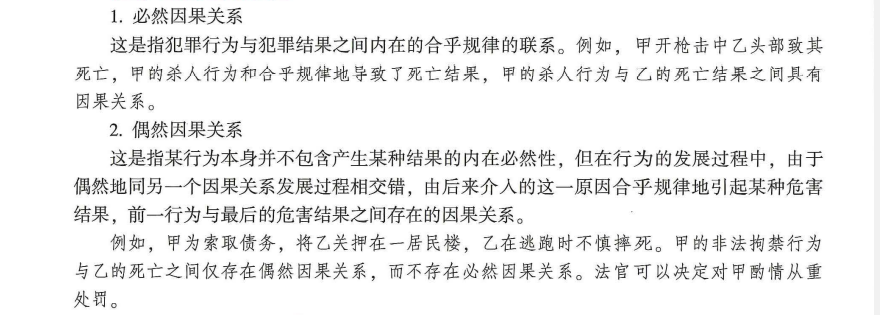 1. 必然因果关系
这是指犯罪行为与犯罪结果之间内在的合乎规律的联系。例如，甲开枪击中乙头部致其
死亡，甲的杀人行为和合乎规律地导致了死亡结果，甲的杀人行为与乙的死亡结果之间具有
因果关系。
2. 偶然因果关系
这是指某行为本身并不包含产生某种结果的内在必然性，但在行为的发展过程中，由于
偶然地同另一个因果关系发展过程相交错，由后来介人的这一原因合乎规律地引起某种危害
结果，前一行为与最后的危害结果之间存在的因果关系。
例如，甲为索取债务，将乙关押在一居民楼，乙在逃跑时不慎摔死。甲的非法拘禁行为
与乙的死亡之间仅存在偶然因果关系，而不存在必然因果关系。法官可以决定对甲酌情从重
处罚。